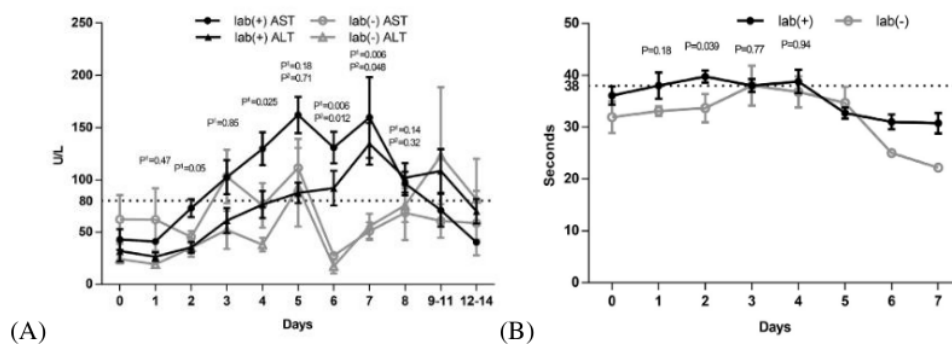 lab(+) AST lab(-) AST
lab(+) ALT lab(-) ALT
250
200
150
100
80
50
0
U/L
P¹=0.47
P¹=0.05
P¹=0.85
P¹=0.025
P¹=0.18
P²=0.71
P¹=0.006
P²=0.012
P¹=0.006
P²=0.048
P¹=0.14
P²=0.32
0 1 2 3 4 5 6 7 8 9-11 12-14
Days
(A)
lab(+) lab(-)
50
40
38
30
20
0
Seconds
P=0.18
P=0.039
P=0.77
P=0.94
0 1 2 3 4 5 6 7
Days
(B)